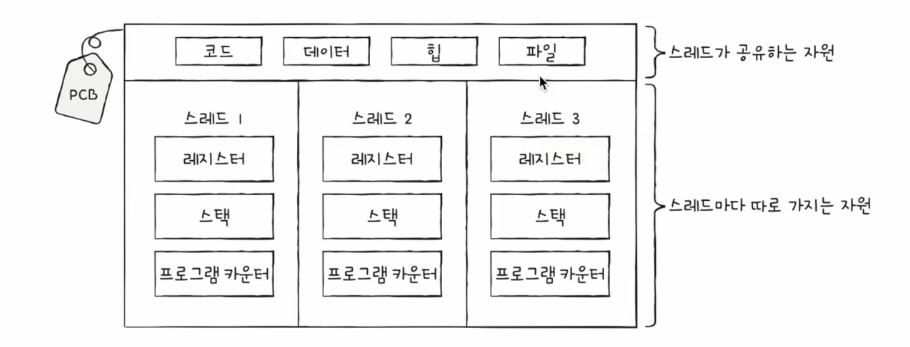 코드 데이터 힙 파일 스레드가 공유하는 자원
PCB
스레드 1 스레드 2 스레드 3
레지스터 레지스터 레지스터
스택 스택 스택 스레드마다 따로 가지는 자원
프로그램 카운터 프로그램 카운터 프로그램 카운터